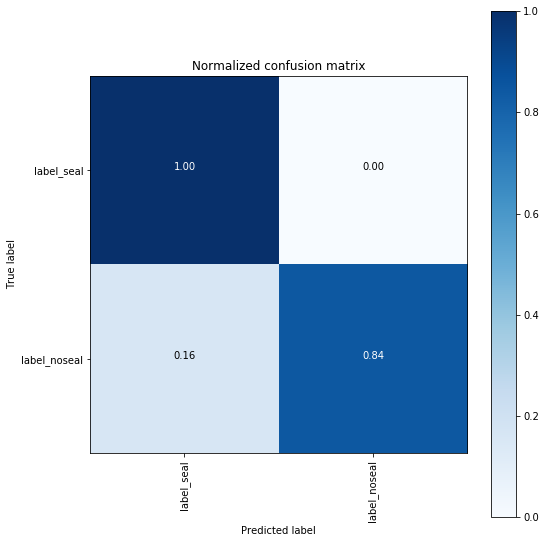 Normalized confusion matrix
1.0
0.8
0.6
0.4
0.2
0.0
True label
label_seal
label_noseal
1.00
0.00
0.16
0.84
label_seal
label_noseal
Predicted label